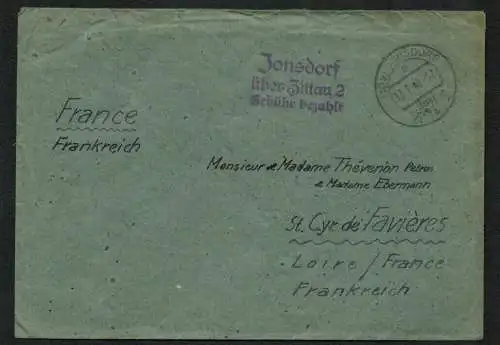 Jonsdorf
über Zittau 2
Gebühr bezahlt
France
Frankreich
Monsieur & Madame Thévenon Petrus
& Madame Ebermann
St. Cyr de Favières
Loire / France
Frankreich